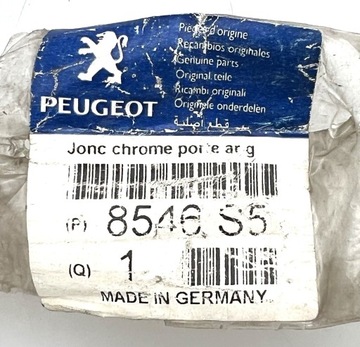 Pièces d'origine
Recambios originales
Genuine parts
Original teile
Ricambi originali
Originele onderdelen
قطع أصلية
PEUGEOT
Jonc chrome porte ar g
(P) 8546 S5
(Q) 1
MADE IN GERMANY